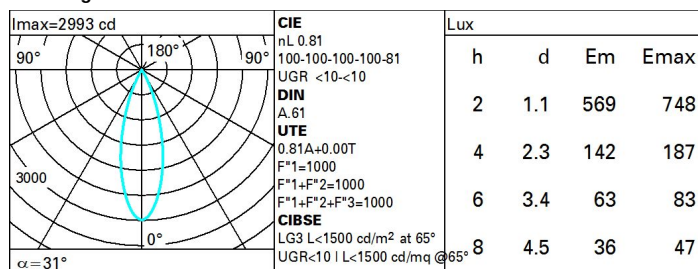 Imax=2993 cd
90° 180° 90°
3000
0°
α=31°
CIE
nL 0.81
100-100-100-100-81
UGR <10-<10
DIN
A.61
UTE
0.81A+0.00T
F"1=1000
F"1+F"2=1000
F"1+F"2+F"3=1000
CIBSE
LG3 L<1500 cd/m² at 65°
UGR<10 | L<1500 cd/mq @65°
Lux
h d Em Emax
2 1.1 569 748
4 2.3 142 187
6 3.4 63 83
8 4.5 36 47